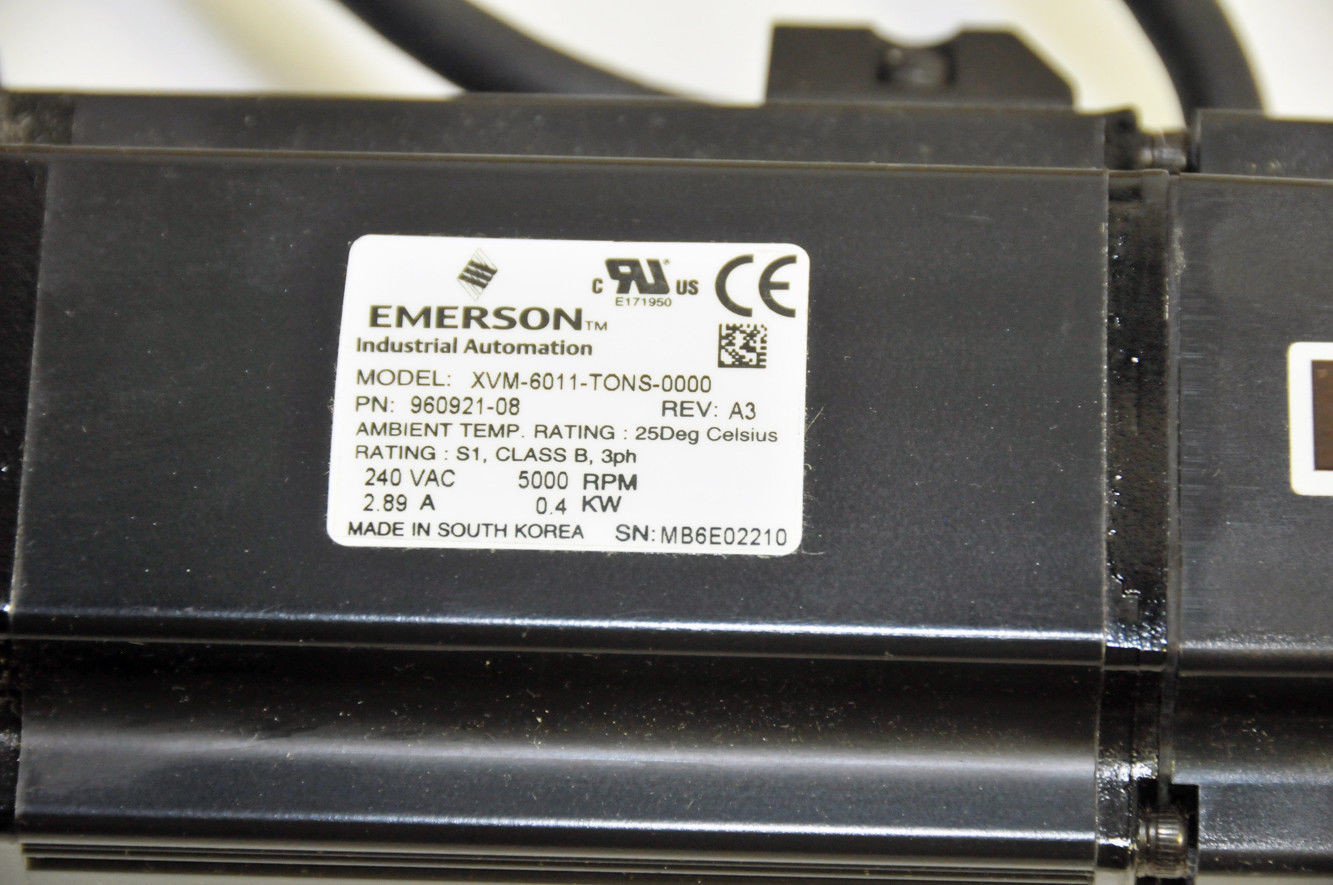 c RU US
E171950
CE
EMERSON™
Industrial Automation
MODEL: XVM-6011-TONS-0000
PN: 960921-08 REV: A3
AMBIENT TEMP. RATING : 25Deg Celsius
RATING : S1, CLASS B, 3ph
240 VAC 5000 RPM
2.89 A 0.4 KW
MADE IN SOUTH KOREA SN: MB6E02210